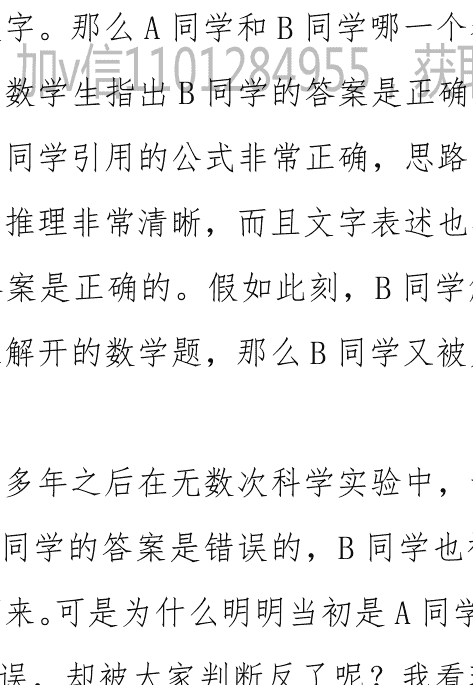 字。那么 A 同学和 B 同学哪一个
加v信1101284955 获
数学生指出 B 同学的答案是正确
同学引用的公式非常正确，思路
推理非常清晰，而且文字表述也
案是正确的。假如此刻，B 同学
解开的数学题，那么 B 同学又被
多年之后在无数次科学实验中，
同学的答案是错误的，B 同学也
来。可是为什么明明当初是 A 同学
误，却被大家判断反了呢？我看